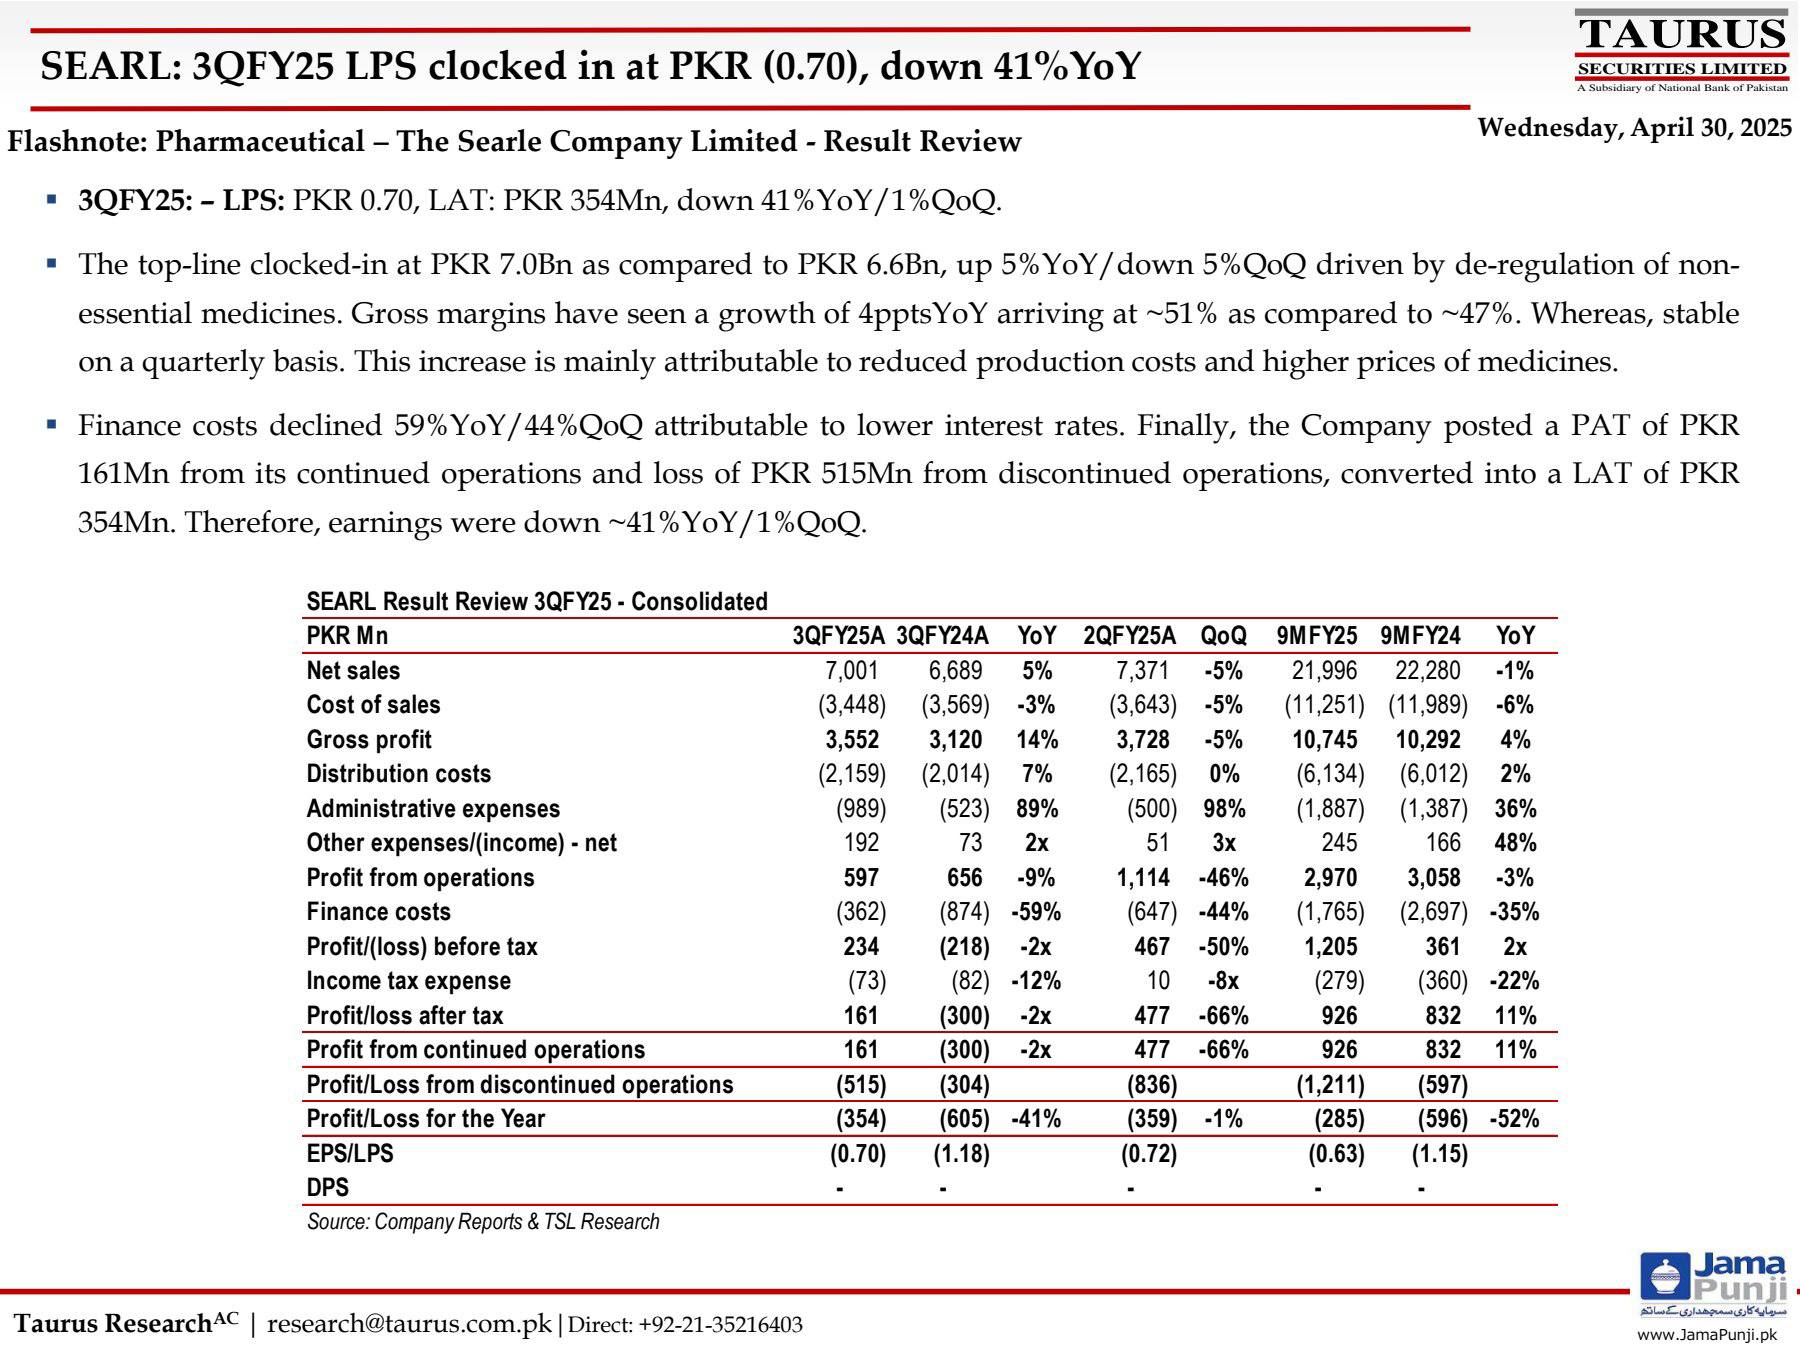 SEARL: 3QFY25 LPS clocked in at PKR (0.70), down 41%YoY
TAURUS
SECURITIES LIMITED
A Subsidiary of National Bank of Pakistan
Wednesday, April 30, 2025
Flashnote: Pharmaceutical – The Searle Company Limited - Result Review
▪ 3QFY25: – LPS: PKR 0.70, LAT: PKR 354Mn, down 41%YoY/1%QoQ.
▪ The top-line clocked-in at PKR 7.0Bn as compared to PKR 6.6Bn, up 5%YoY/down 5%QoQ driven by de-regulation of non-
essential medicines. Gross margins have seen a growth of 4pptsYoY arriving at ~51% as compared to ~47%. Whereas, stable
on a quarterly basis. This increase is mainly attributable to reduced production costs and higher prices of medicines.
▪ Finance costs declined 59%YoY/44%QoQ attributable to lower interest rates. Finally, the Company posted a PAT of PKR
161Mn from its continued operations and loss of PKR 515Mn from discontinued operations, converted into a LAT of PKR
354Mn. Therefore, earnings were down ~41%YoY/1%QoQ.
SEARL Result Review 3QFY25 - Consolidated
PKR Mn 3QFY25A 3QFY24A YoY 2QFY25A QoQ 9MFY25 9MFY24 YoY
Net sales 7,001 6,689 5% 7,371 -5% 21,996 22,280 -1%
Cost of sales (3,448) (3,569) -3% (3,643) -5% (11,251) (11,989) -6%
Gross profit 3,552 3,120 14% 3,728 -5% 10,745 10,292 4%
Distribution costs (2,159) (2,014) 7% (2,165) 0% (6,134) (6,012) 2%
Administrative expenses (989) (523) 89% (500) 98% (1,887) (1,387) 36%
Other expenses/(income) - net 192 73 2x 51 3x 245 166 48%
Profit from operations 597 656 -9% 1,114 -46% 2,970 3,058 -3%
Finance costs (362) (874) -59% (647) -44% (1,765) (2,697) -35%
Profit/(loss) before tax 234 (218) -2x 467 -50% 1,205 361 2x
Income tax expense (73) (82) -12% 10 -8x (279) (360) -22%
Profit/loss after tax 161 (300) -2x 477 -66% 926 832 11%
Profit from continued operations 161 (300) -2x 477 -66% 926 832 11%
Profit/Loss from discontinued operations (515) (304) (836) (1,211) (597)
Profit/Loss for the Year (354) (605) -41% (359) -1% (285) (596) -52%
EPS/LPS (0.70) (1.18) (0.72) (0.63) (1.15)
DPS - - - - -
Source: Company Reports & TSL Research
Jama
Punji
سرمایہ کاری سمجھداری کے ساتھ
www.JamaPunji.pk
Taurus Research^AC | research@taurus.com.pk | Direct: +92-21-35216403